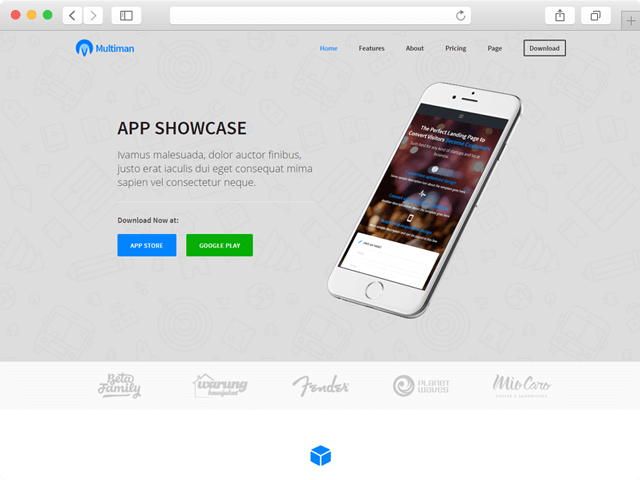 Multiman
Home Features About Pricing Page Download
APP SHOWCASE
Ivamus malesuada, dolor auctor finibus,
justo erat iaculis dui eget consequat mima
sapien vel consectetur neque.
Download Now at:
APP STORE GOOGLE PLAY
The Perfect Landing Page to
Convert Visitors Become Customers
Beta
Family
warung
Fender
PLANET
WAVES
Mio Caro